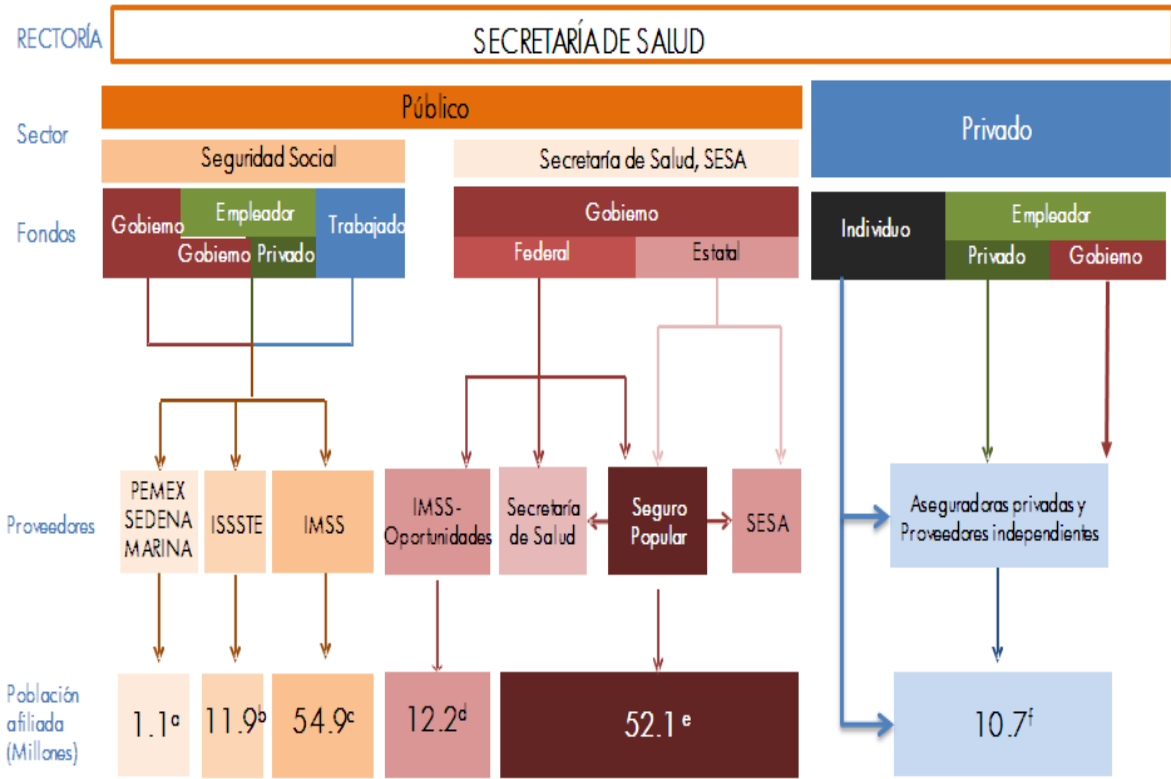 RECTORÍA
SECRETARÍA DE SALUD
Sector
Público
Privado
Seguridad Social
Secretaría de Salud, SESA
Fondos
Gobierno
Empleador
Gobierno
Privado
Trabajado
Gobierno
Federal
Estatal
Individuo
Empleador
Privado
Gobierno
Proveedores
PEMEX
SEDENA
MARINA
ISSSTE
IMSS
IMSS-
Oportunidades
Secretaría
de Salud
Seguro
Popular
SESA
Aseguradoras privadas y
Proveedores independientes
Población
afiliada
(Millones)
1.1ᵃ
11.9ᵇ
54.9ᶜ
12.2ᵈ
52.1 ᵉ
10.7ᶠ